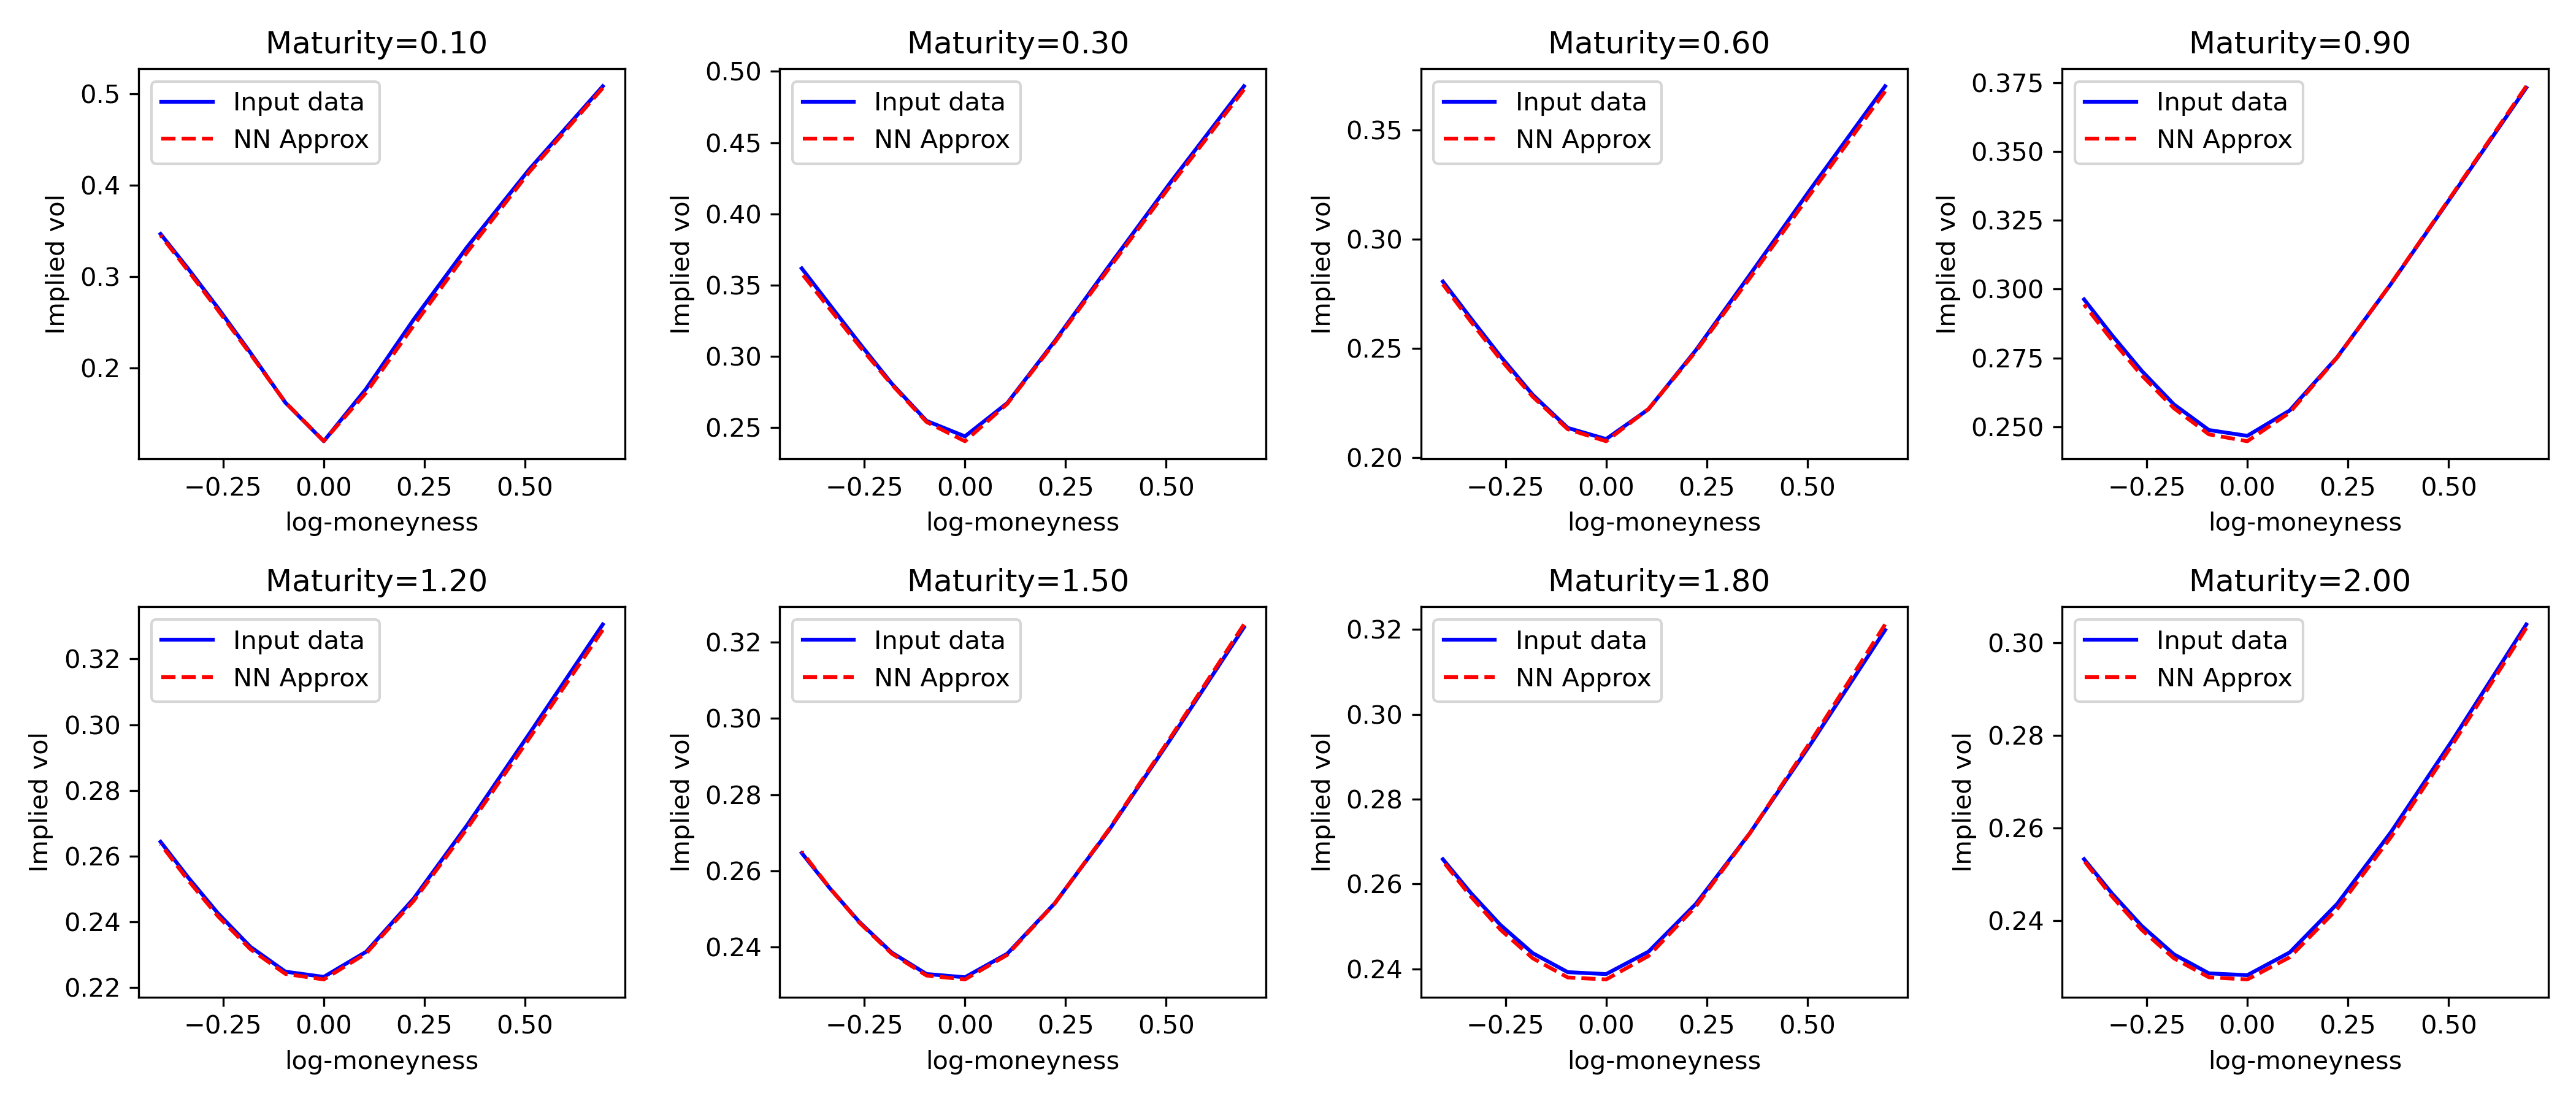 Maturity=0.10
Input data
NN Approx
0.5
0.4
0.3
0.2
Implied vol
−0.25 0.00 0.25 0.50
log-moneyness
Maturity=0.30
Input data
NN Approx
0.50
0.45
0.40
0.35
0.30
0.25
Implied vol
−0.25 0.00 0.25 0.50
log-moneyness
Maturity=0.60
Input data
NN Approx
0.35
0.30
0.25
0.20
Implied vol
−0.25 0.00 0.25 0.50
log-moneyness
Maturity=0.90
Input data
NN Approx
0.375
0.350
0.325
0.300
0.275
0.250
Implied vol
−0.25 0.00 0.25 0.50
log-moneyness
Maturity=1.20
Input data
NN Approx
0.32
0.30
0.28
0.26
0.24
0.22
Implied vol
−0.25 0.00 0.25 0.50
log-moneyness
Maturity=1.50
Input data
NN Approx
0.32
0.30
0.28
0.26
0.24
Implied vol
−0.25 0.00 0.25 0.50
log-moneyness
Maturity=1.80
Input data
NN Approx
0.32
0.30
0.28
0.26
0.24
Implied vol
−0.25 0.00 0.25 0.50
log-moneyness
Maturity=2.00
Input data
NN Approx
0.30
0.28
0.26
0.24
Implied vol
−0.25 0.00 0.25 0.50
log-moneyness